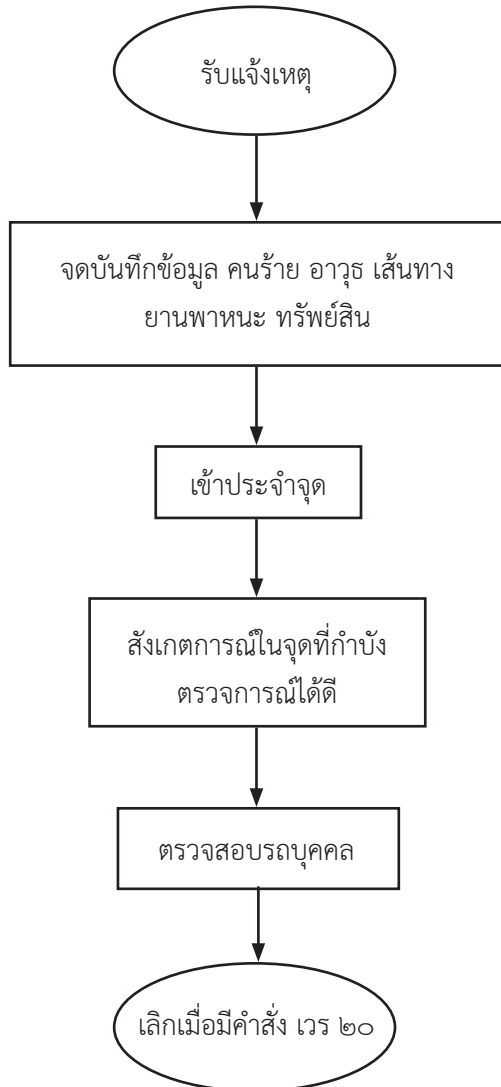 รับแจ้งเหตุ
จดบันทึกข้อมูล คนร้าย อาวุธ เส้นทาง
ยานพาหนะ ทรัพย์สิน
เข้าประจำจุด
สังเกตการณ์ในจุดที่กำบัง
ตรวจการณ์ได้ดี
ตรวจสอบรถบุคคล
เลิกเมื่อมีคำสั่ง เวร ๒๐